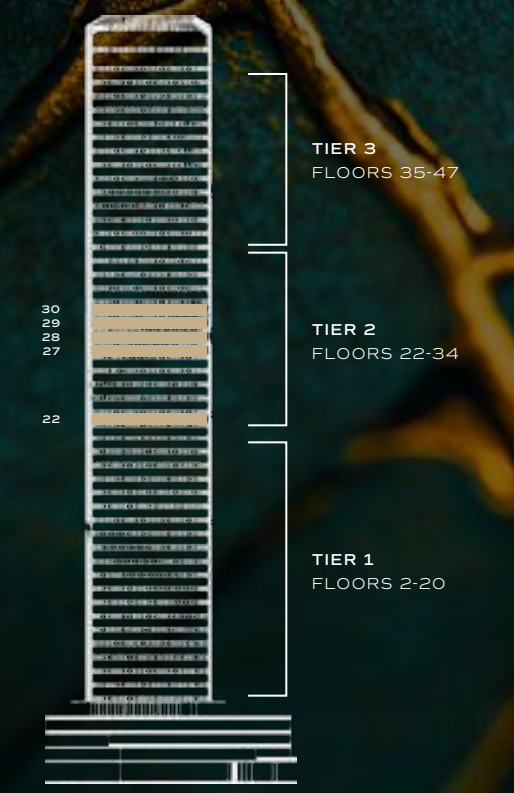 TIER 3
FLOORS 35-47
30
29
28
27
TIER 2
FLOORS 22-34
22
TIER 1
FLOORS 2-20